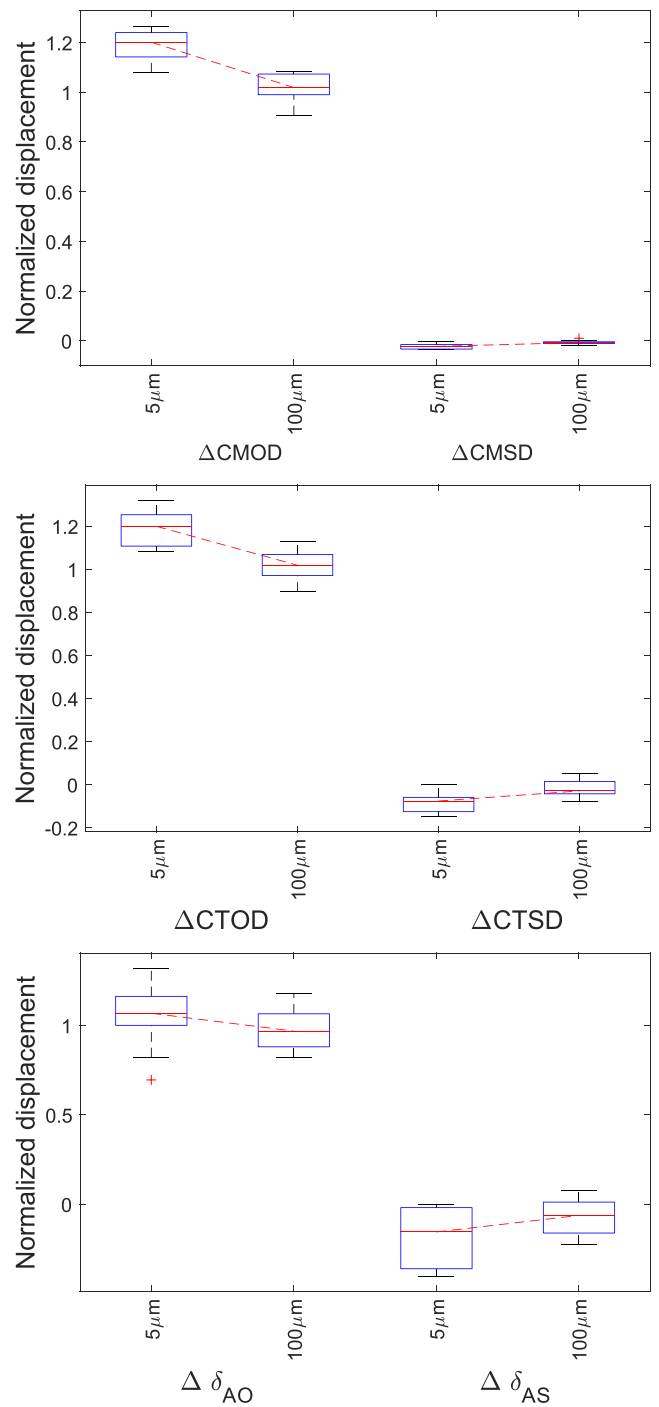 Normalized displacement
1.2
1
0.8
0.6
0.4
0.2
0
5μm
100μm
5μm
100μm
ΔCMOD
ΔCMSD
Normalized displacement
1.2
1
0.8
0.6
0.4
0.2
0
-0.2
5μm
100μm
5μm
100μm
ΔCTOD
ΔCTSD
Normalized displacement
1
0.5
0
5μm
100μm
5μm
100μm
Δ δAO
Δ δAS